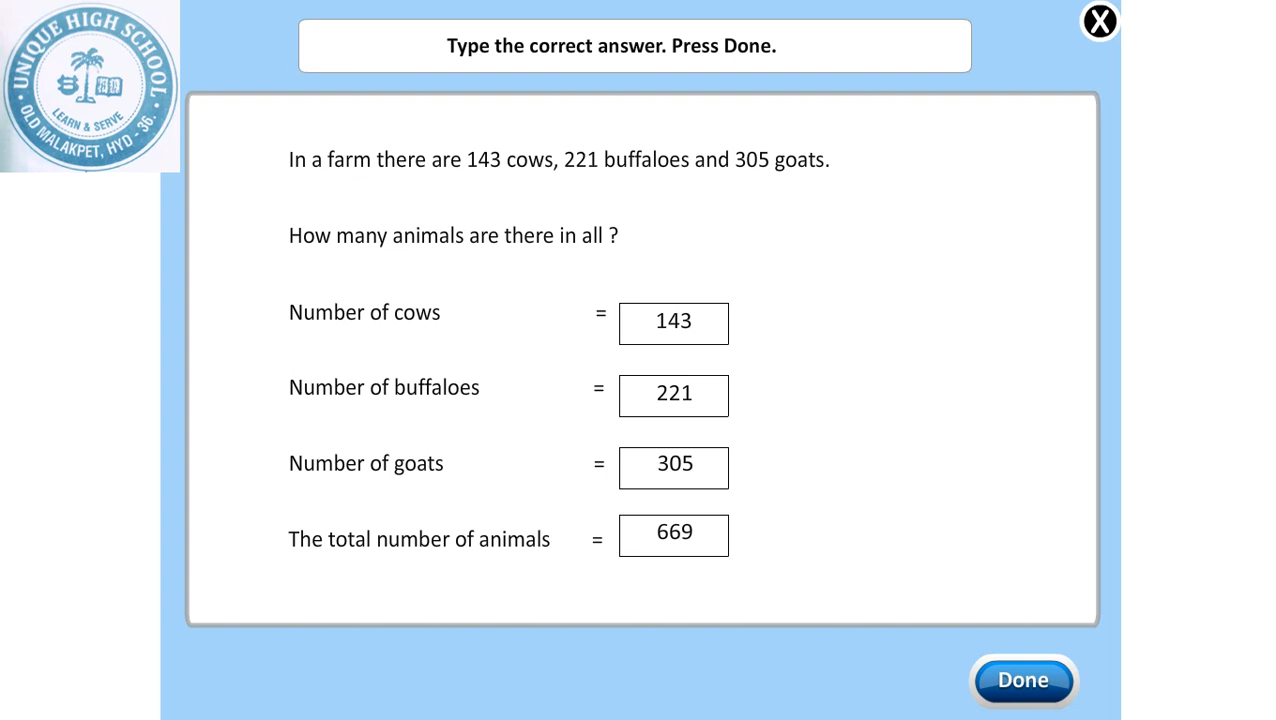 UNIQUE HIGH SCHOOL
LEARN & SERVE
OLD MALAKPET, HYD - 36.
X
Type the correct answer. Press Done.
In a farm there are 143 cows, 221 buffaloes and 305 goats.
How many animals are there in all ?
Number of cows = 143
Number of buffaloes = 221
Number of goats = 305
The total number of animals = 669
Done